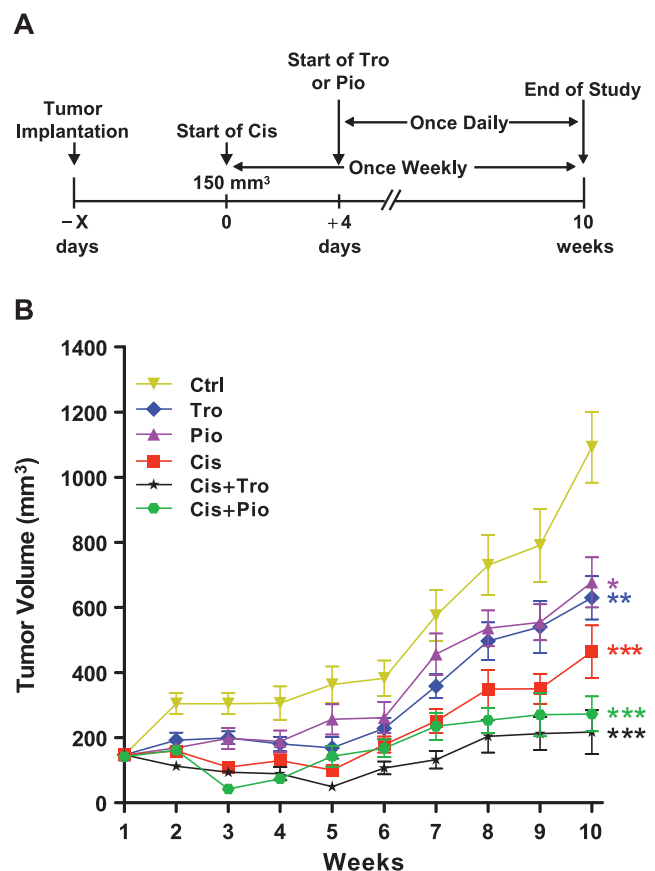 A
Start of Tro
or Pio
End of Study
Tumor
Implantation
Start of Cis
Once Daily
Once Weekly
150 mm³
−X
days
0
+4
days
10
weeks
B
1400
1200
1000
800
600
400
200
0
Tumor Volume (mm³)
Ctrl
Tro
Pio
Cis
Cis+Tro
Cis+Pio
*
**
***
***
***
1 2 3 4 5 6 7 8 9 10
Weeks